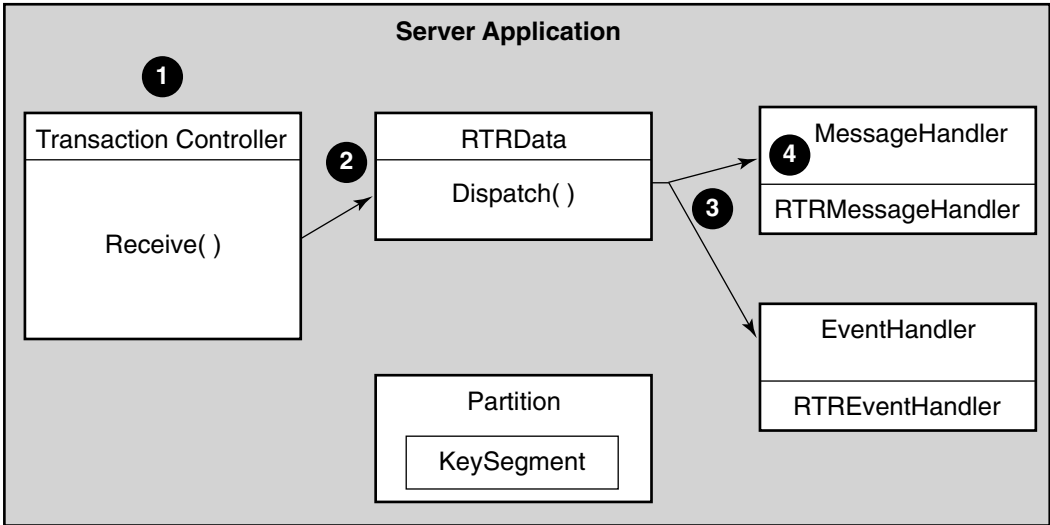 Server Application
1
Transaction Controller
Receive( )
2
RTRData
Dispatch( )
3
4
MessageHandler
RTRMessageHandler
EventHandler
RTREventHandler
Partition
KeySegment